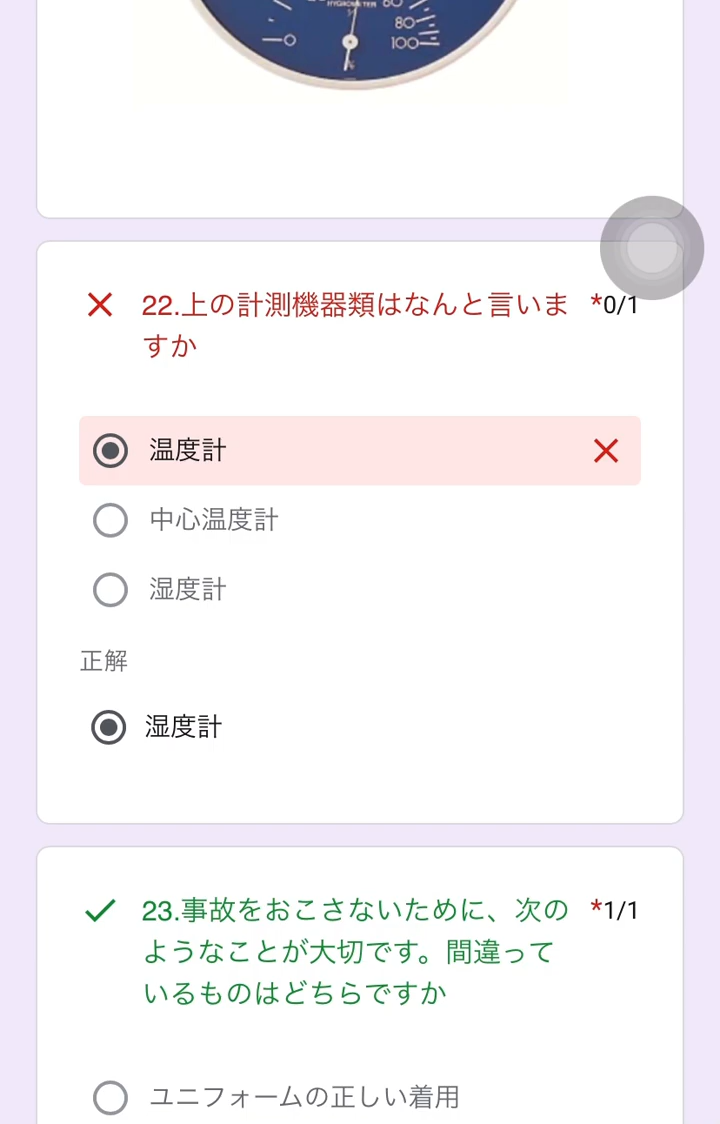 HYGROMETER
60
80
0
100
%
22.上の計測機器類はなんと言いま *0/1
すか
温度計
中心温度計
湿度計
正解
湿度計
23.事故をおこさないために、次の *1/1
ようなことが大切です。間違って
いるものはどちらですか
ユニフォームの正しい着用